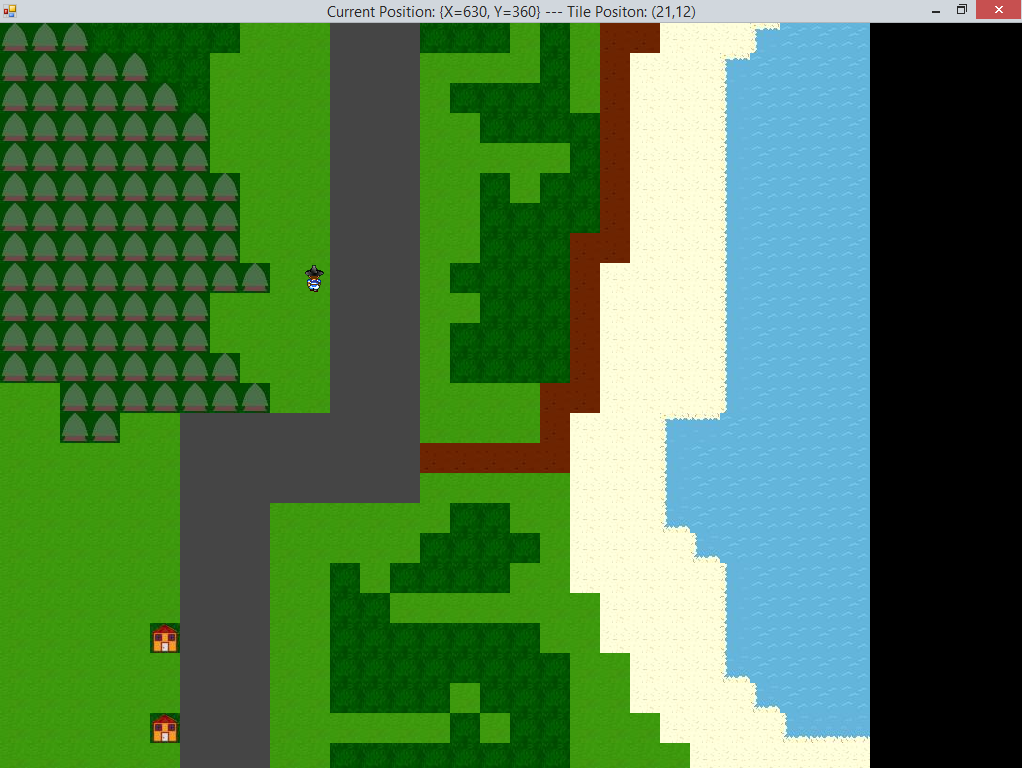 Current Position: {X=630, Y=360} --- Tile Positon: (21,12)